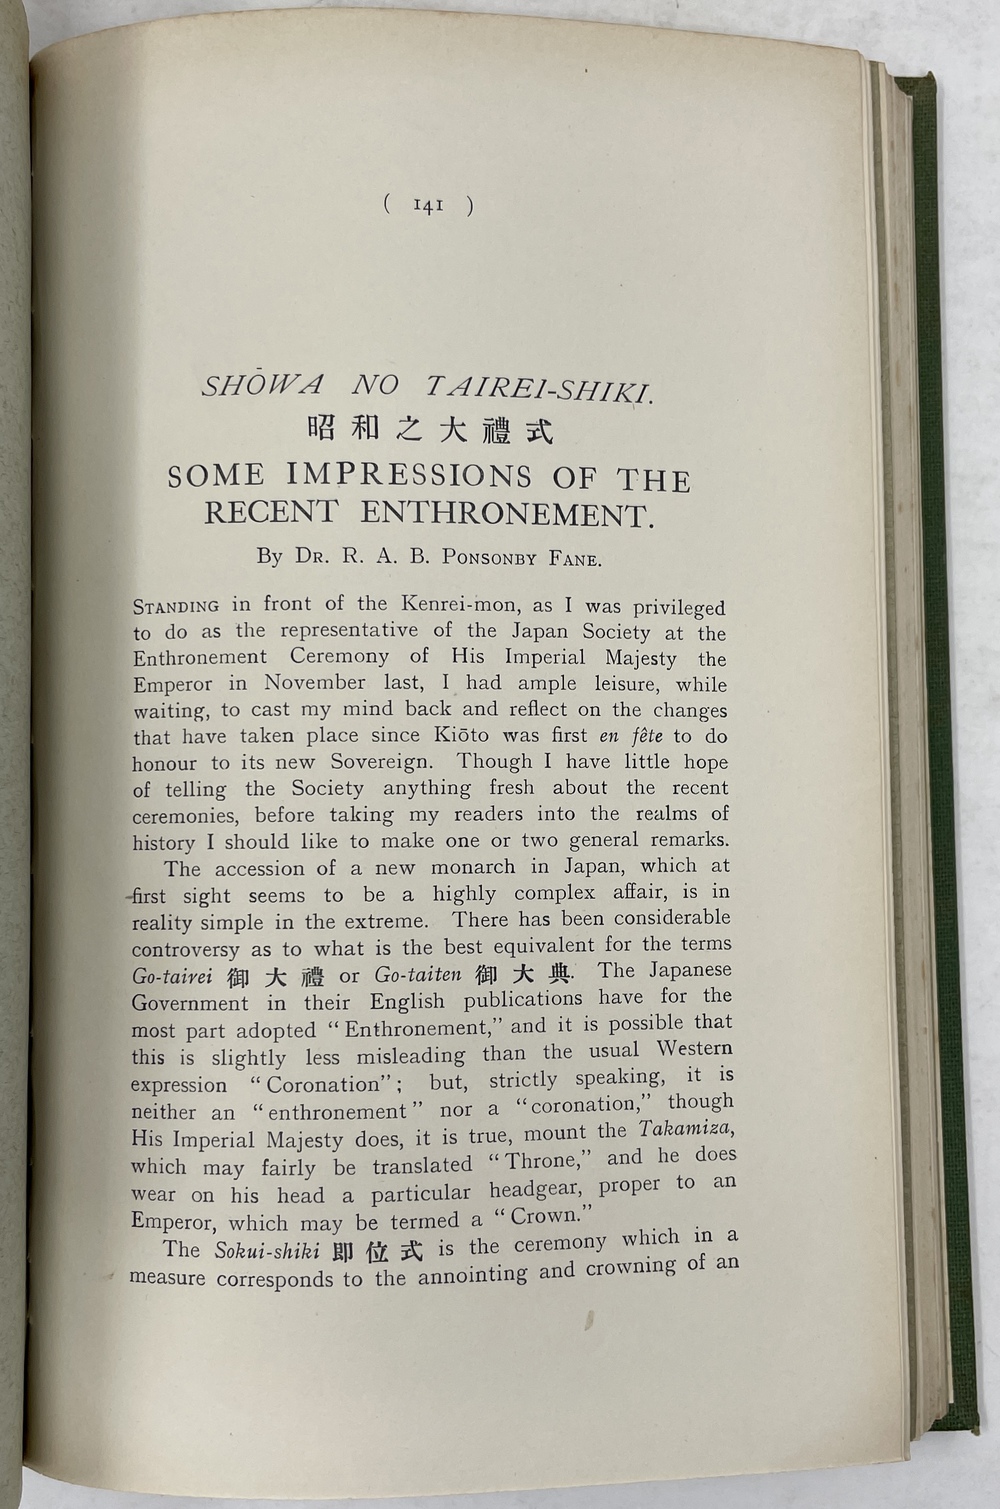 ( 141 )
SHŌWA NO TAIREI-SHIKI.
昭和之大禮式
SOME IMPRESSIONS OF THE
RECENT ENTHRONEMENT.
By Dr. R. A. B. Ponsonby Fane.
Standing in front of the Kenrei-mon, as I was privileged
to do as the representative of the Japan Society at the
Enthronement Ceremony of His Imperial Majesty the
Emperor in November last, I had ample leisure, while
waiting, to cast my mind back and reflect on the changes
that have taken place since Kiōto was first en fête to do
honour to its new Sovereign. Though I have little hope
of telling the Society anything fresh about the recent
ceremonies, before taking my readers into the realms of
history I should like to make one or two general remarks.
The accession of a new monarch in Japan, which at
first sight seems to be a highly complex affair, is in
reality simple in the extreme. There has been considerable
controversy as to what is the best equivalent for the terms
Go-tairei 御大禮 or Go-taiten 御大典. The Japanese
Government in their English publications have for the
most part adopted “Enthronement,” and it is possible that
this is slightly less misleading than the usual Western
expression “Coronation”; but, strictly speaking, it is
neither an “enthronement” nor a “coronation,” though
His Imperial Majesty does, it is true, mount the Takamiza,
which may fairly be translated “Throne,” and he does
wear on his head a particular headgear, proper to an
Emperor, which may be termed a “Crown.”
The Sokui-shiki 即位式 is the ceremony which in a
measure corresponds to the annointing and crowning of an